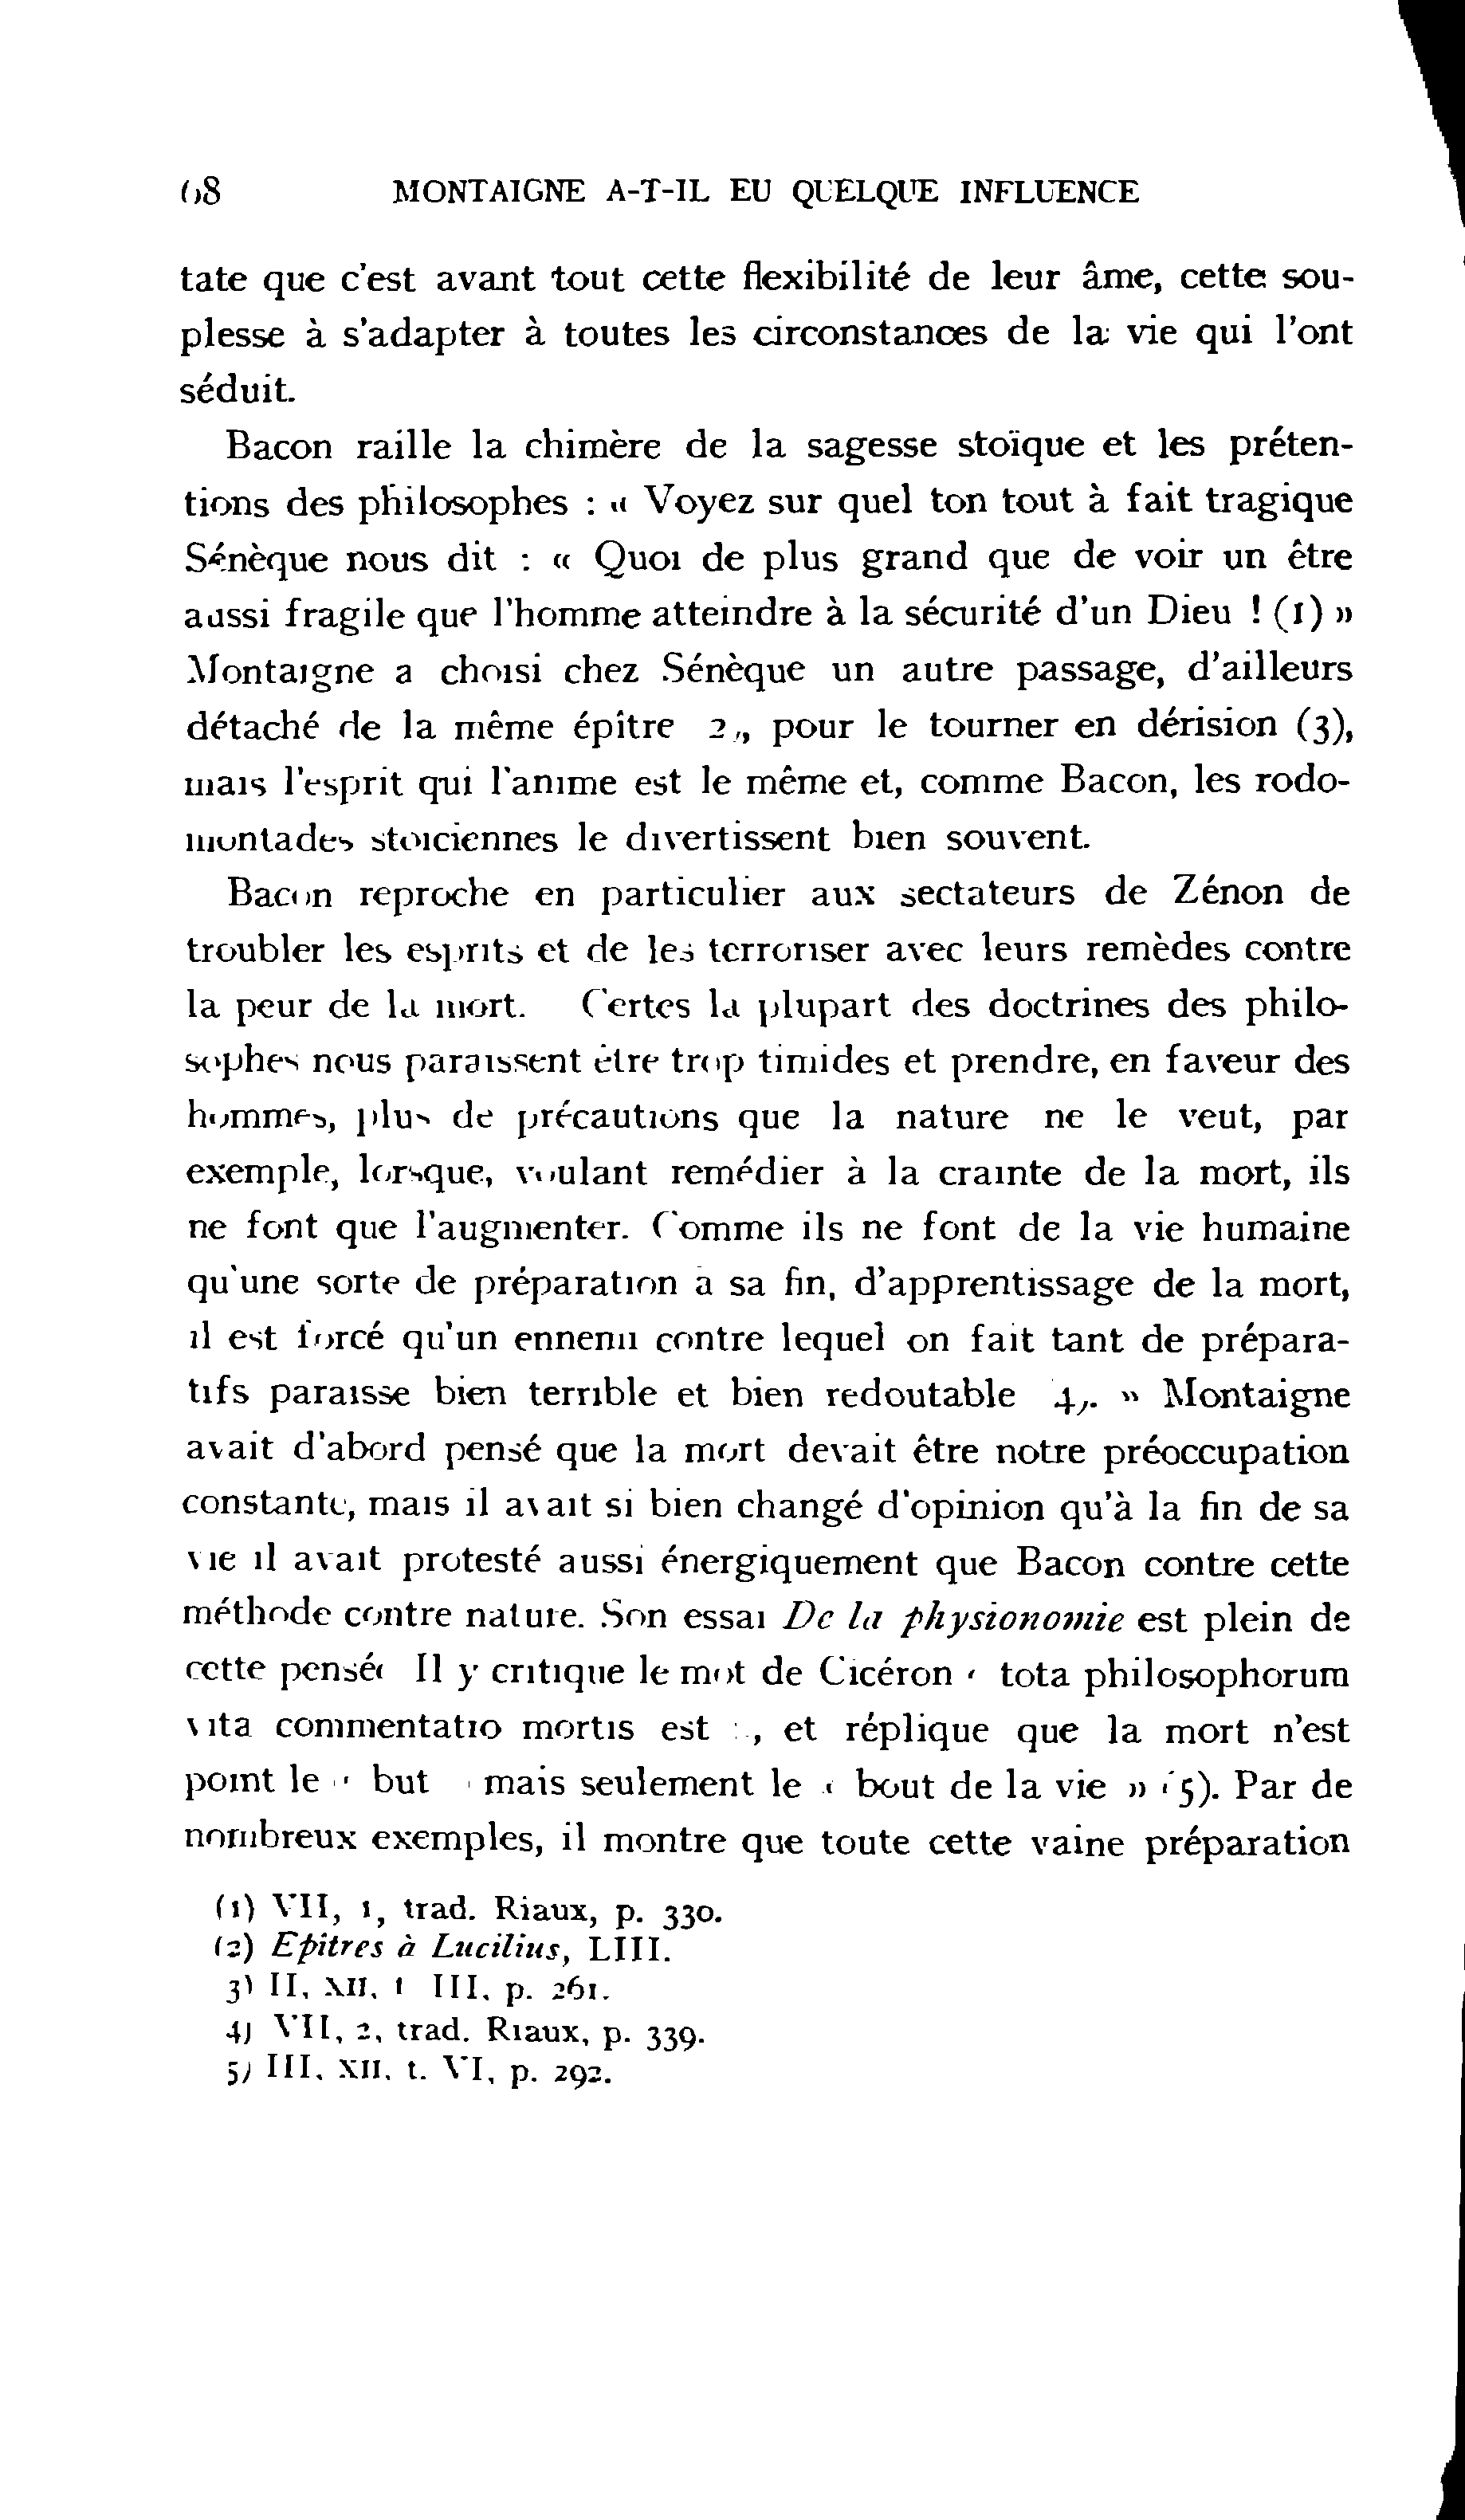 68 MONTAIGNE A-T-IL EU QUELQUE INFLUENCE
tate que c'est avant tout cette flexibilité de leur âme, cette sou-
plesse à s'adapter à toutes les circonstances de la vie qui l'ont
séduit.
Bacon raille la chimère de la sagesse stoïque et les préten-
tions des philosophes : « Voyez sur quel ton tout à fait tragique
Sénèque nous dit : « Quoi de plus grand que de voir un être
aussi fragile que l'homme atteindre à la sécurité d'un Dieu ! (1) »
Montaigne a choisi chez Sénèque un autre passage, d'ailleurs
détaché de la même épître (2), pour le tourner en dérision (3),
mais l'esprit qui l'anime est le même et, comme Bacon, les rodo-
montades stoïciennes le divertissent bien souvent.
Bacon reproche en particulier aux sectateurs de Zénon de
troubler les esprits et de les terroriser avec leurs remèdes contre
la peur de la mort. Certes la plupart des doctrines des philo-
sophes nous paraissent être trop timides et prendre, en faveur des
hommes, plus de précautions que la nature ne le veut, par
exemple, lorsque, voulant remédier à la crainte de la mort, ils
ne font que l'augmenter. Comme ils ne font de la vie humaine
qu'une sorte de préparation à sa fin, d'apprentissage de la mort,
il est forcé qu'un ennemi contre lequel on fait tant de prépara-
tifs paraisse bien terrible et bien redoutable (4). » Montaigne
avait d'abord pensé que la mort devait être notre préoccupation
constante, mais il avait si bien changé d'opinion qu'à la fin de sa
vie il avait protesté aussi énergiquement que Bacon contre cette
méthode contre nature. Son essai De la physionomie est plein de
cette pensée Il y critique le mot de Cicéron « tota philosophorum
vita commentatio mortis est », et réplique que la mort n'est
point le « but » mais seulement le « bout de la vie » (5). Par de
nombreux exemples, il montre que toute cette vaine préparation
(1) VII, 1, trad. Riaux, p. 330.
(2) Epitres à Lucilius, LIII.
(3) II, XII, t III, p. 261.
(4) VII, 2, trad. Riaux, p. 339.
(5) III, XII, t. VI, p. 292.